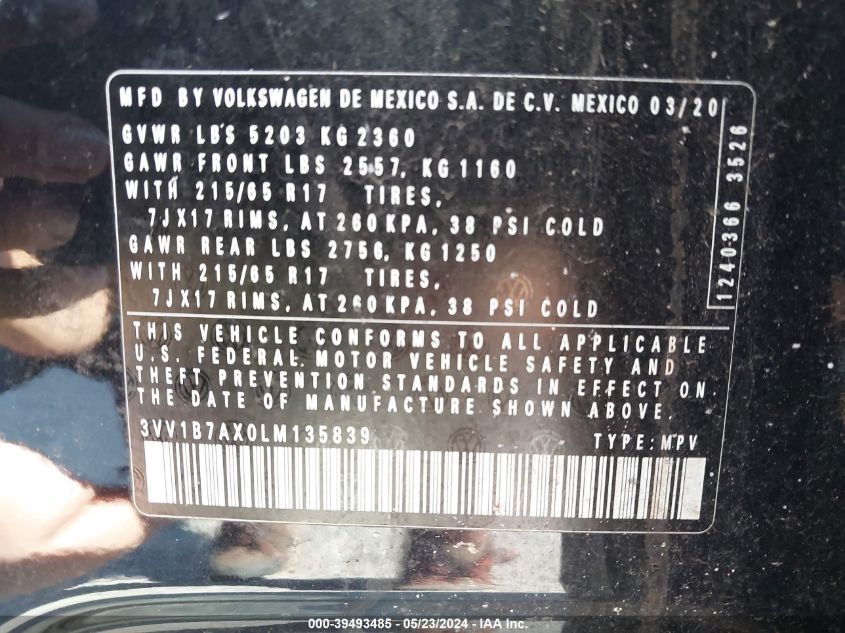 MFD BY VOLKSWAGEN DE MEXICO S.A. DE C.V. MEXICO 03/20
GVWR LBS 5203 KG 2360
GAWR FRONT LBS 2557, KG 1160
WITH 215/65 R17 TIRES,
7JX17 RIMS, AT 260 KPA, 38 PSI COLD
GAWR REAR LBS 2756, KG 1250
WITH 215/65 R17 TIRES,
7JX17 RIMS, AT 260 KPA, 38 PSI COLD
1240366 3526
THIS VEHICLE CONFORMS TO ALL APPLICABLE
U.S. FEDERAL MOTOR VEHICLE SAFETY AND
THEFT PREVENTION STANDARDS IN EFFECT ON
THE DATE OF MANUFACTURE SHOWN ABOVE.
3VV1B7AX0LM135839 TYPE: MPV
000-39493485 - 05/23/2024 - IAA Inc.